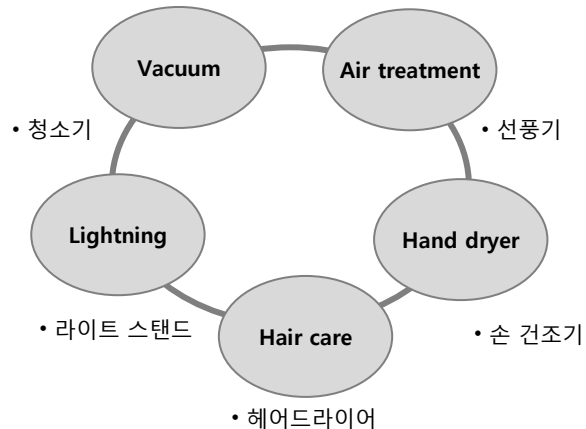 Vacuum
Air treatment
• 청소기
• 선풍기
Lightning
Hand dryer
• 라이트 스탠드
Hair care
• 손 건조기
• 헤어드라이어